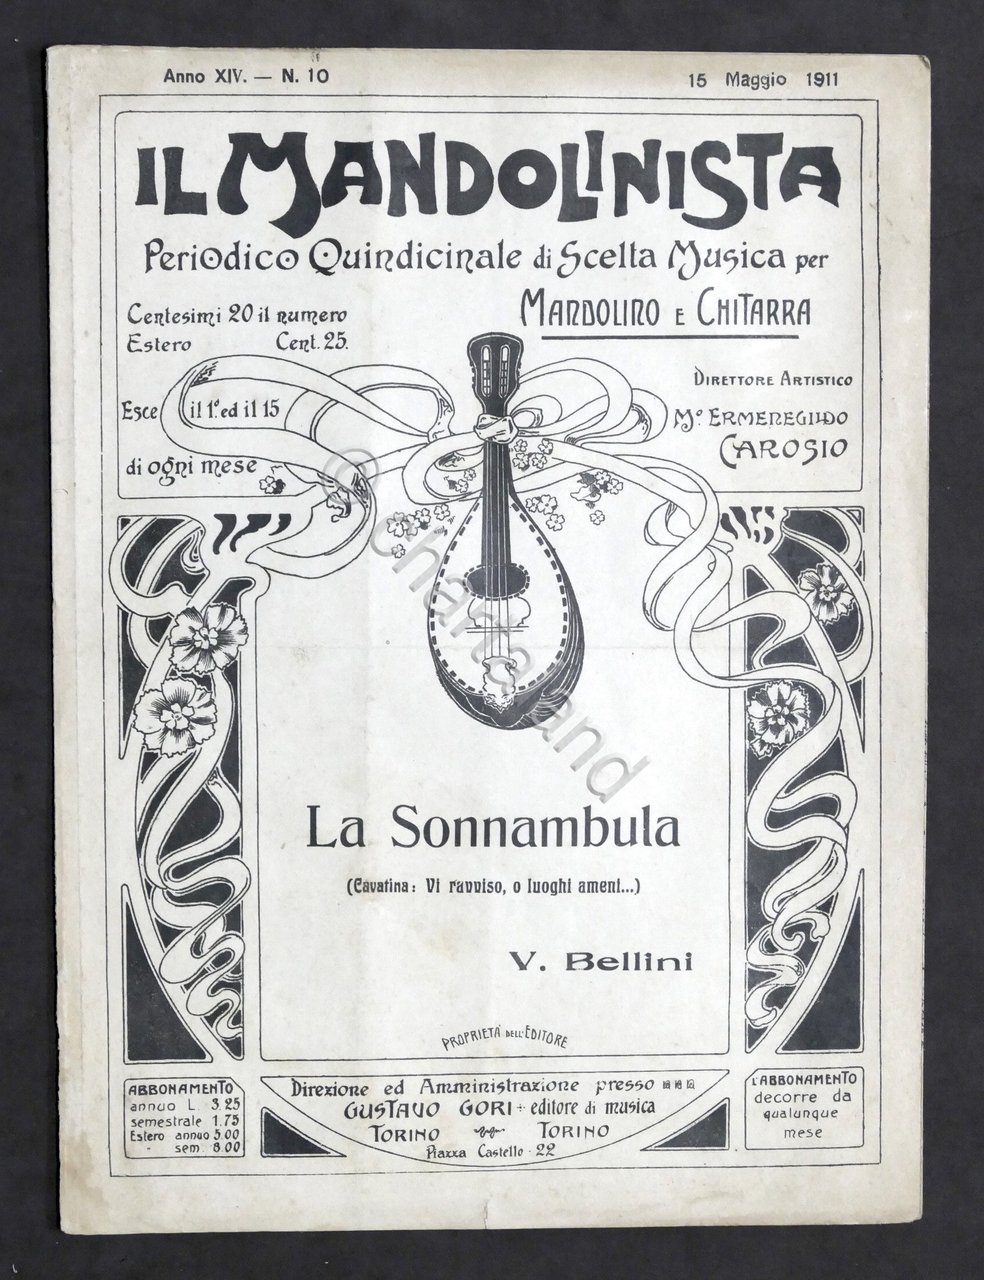 Anno XIV. — N. 10
15 Maggio 1911
IL MANDOLINISTA
Periodico Quindicinale di Scelta Musica per
MANDOLINO E CHITARRA
Centesimi 20 il numero
Estero Cent. 25.
Esce il 1º. ed il 15
di ogni mese
DIRETTORE ARTISTICO
Mº. ERMENEGILDO
CAROSIO
© Chartaland
La Sonnambula
(Cavatina: Vi ravviso, o luoghi ameni...)
V. Bellini
PROPRIETA' DELL'EDITORE
ABBONAMENTO
annuo L. 3.25
semestrale 1.75
Estero annuo 5.00
" sem. 3.00
Direzione ed Amministrazione presso
GUSTAVO GORI - editore di musica
TORINO TORINO
Piazza Castello - 22
L'ABBONAMENTO
decorre da
qualunque
mese